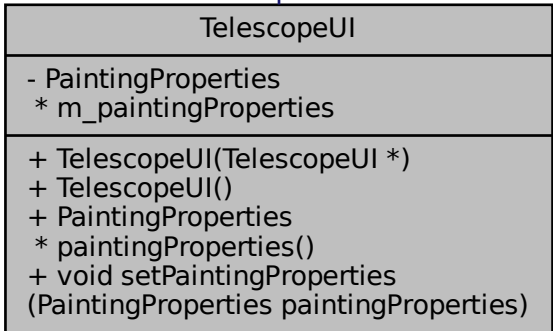 TelescopeUI
- PaintingProperties
* m_paintingProperties
+ TelescopeUI(TelescopeUI *)
+ TelescopeUI()
+ PaintingProperties
* paintingProperties()
+ void setPaintingProperties
(PaintingProperties paintingProperties)